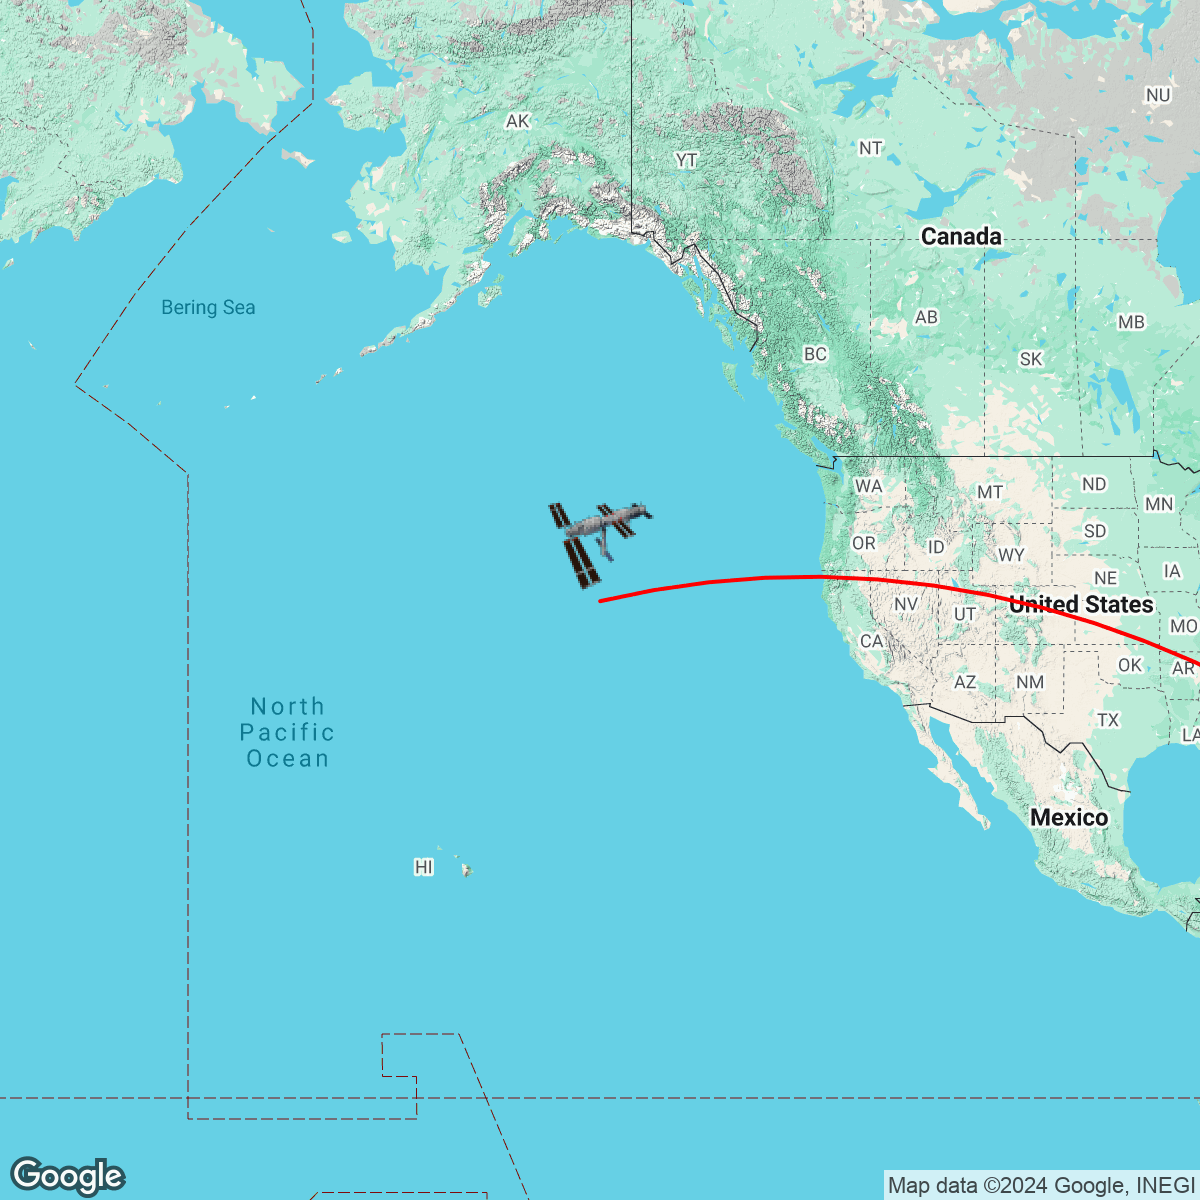 NU
AK
NT
YT
Canada
Bering Sea
AB
MB
BC
SK
ND
WA
MT
MN
SD
OR
ID
WY
IA
NE
NV
United States
UT
MO
CA
OK
AR
AZ
NM
North
Pacific
Ocean
TX
LA
Mexico
HI
Google
Map data ©2024 Google, INEGI